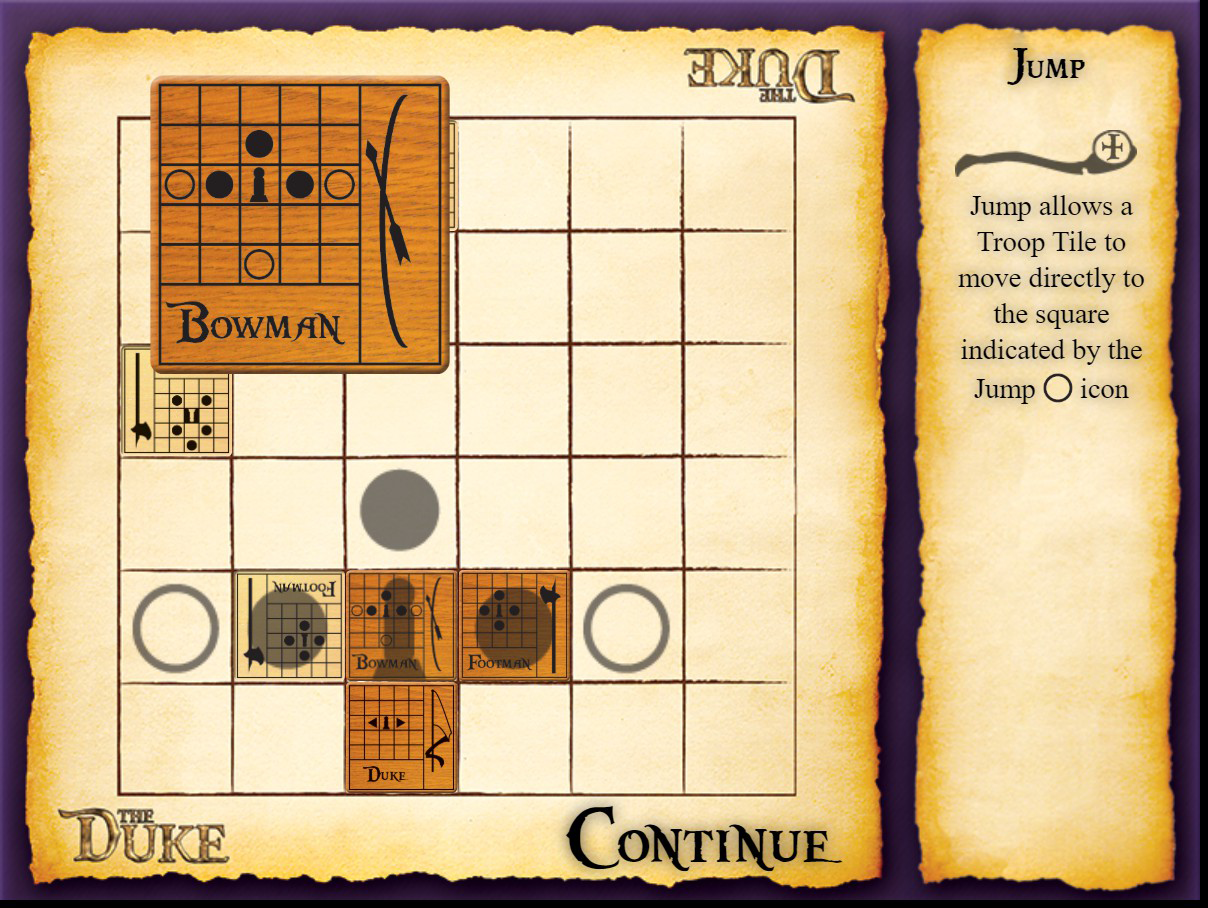 THE
DUKE
BOWMAN
FOOTMAN
BOWMAN
FOOTMAN
DUKE
THE
DUKE
CONTINUE
JUMP
Jump allows a
Troop Tile to
move directly to
the square
indicated by the
Jump icon